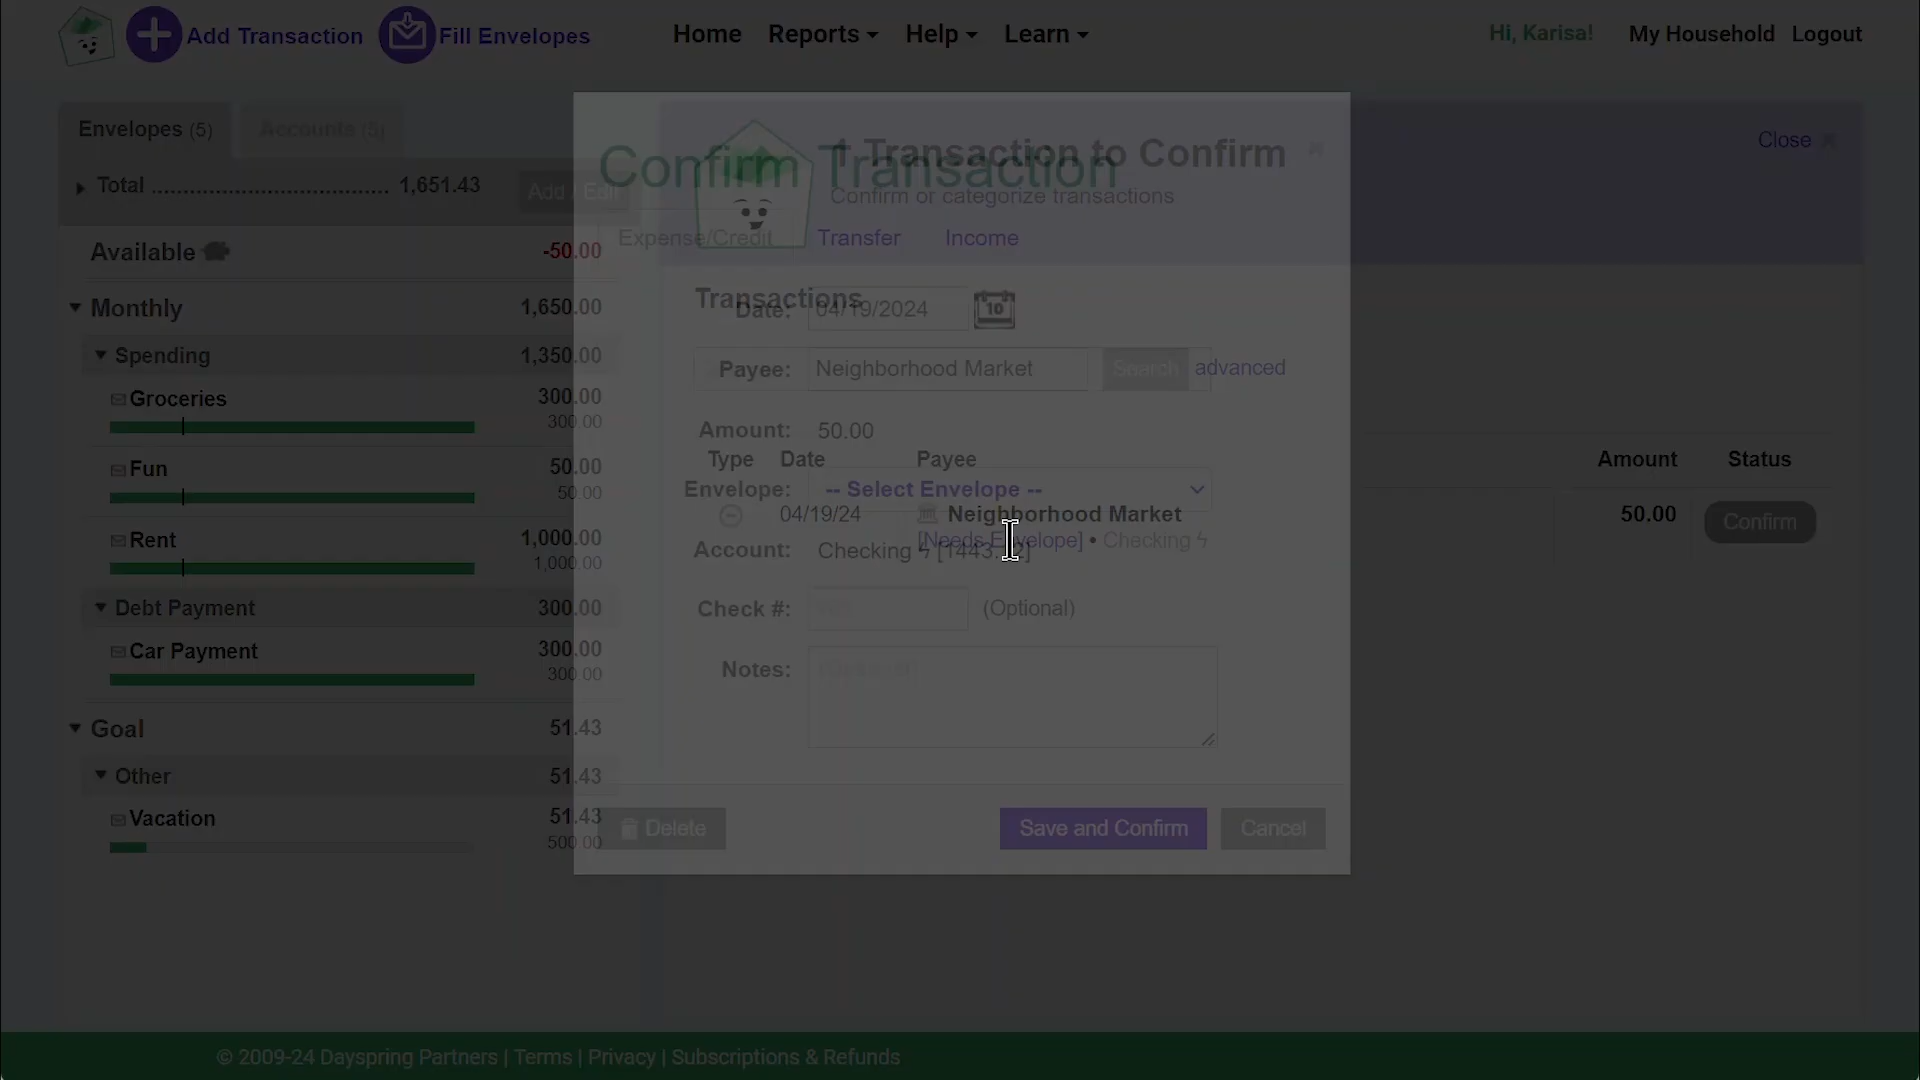 Add Transaction
Fill Envelopes
Home
Reports
Help
Learn
Hi, Karisa!
My Household
Logout
Envelopes (5)
Accounts (5)
Total ........................................ 1,651.43
Add / Edit
Available
-50.00
Monthly
1,650.00
Spending
1,350.00
Groceries
300.00
300.00
Fun
50.00
50.00
Rent
1,000.00
1,000.00
Debt Payment
300.00
Car Payment
300.00
300.00
Goal
51.43
Other
51.43
Vacation
51.43
500.00
Confirm Transaction
Expense/Credit
Transfer
Income
Date: 04/19/2024
10
Payee: Neighborhood Market
advanced
Amount: 50.00
Envelope: -- Select Envelope --
Account: Checking
Check #:
(Optional)
Notes:
Delete
Save and Confirm
Cancel
1 Transaction to Confirm
Close
Confirm or categorize transactions
Transactions
Search
Type
Date
Payee
Amount
Status
04/19/24
Neighborhood Market
50.00
Confirm
[Needs Envelope] • Checking
© 2009-24 Dayspring Partners | Terms | Privacy | Subscriptions & Refunds